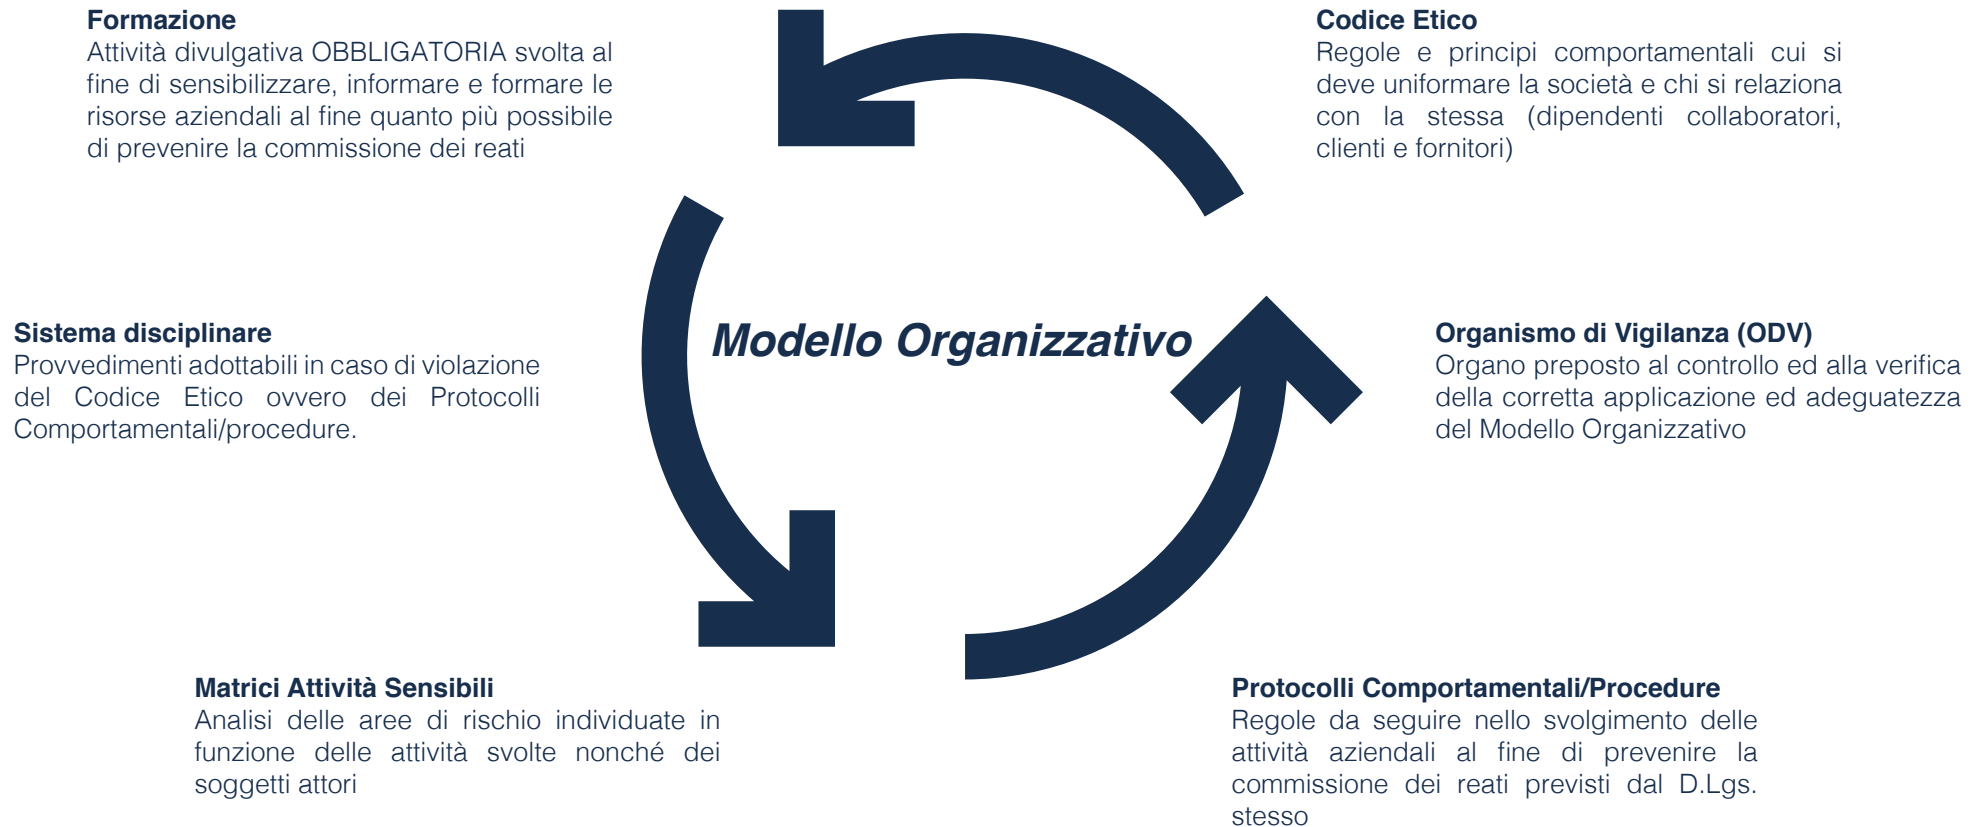 Formazione
Attività divulgativa OBBLIGATORIA svolta al
fine di sensibilizzare, informare e formare le
risorse aziendali al fine quanto più possibile
di prevenire la commissione dei reati
Codice Etico
Regole e principi comportamentali cui si
deve uniformare la società e chi si relaziona
con la stessa (dipendenti collaboratori,
clienti e fornitori)
Sistema disciplinare
Provvedimenti adottabili in caso di violazione
del Codice Etico ovvero dei Protocolli
Comportamentali/procedure.
Modello Organizzativo
Organismo di Vigilanza (ODV)
Organo preposto al controllo ed alla verifica
della corretta applicazione ed adeguatezza
del Modello Organizzativo
Matrici Attività Sensibili
Analisi delle aree di rischio individuate in
funzione delle attività svolte nonché dei
soggetti attori
Protocolli Comportamentali/Procedure
Regole da seguire nello svolgimento delle
attività aziendali al fine di prevenire la
commissione dei reati previsti dal D.Lgs.
stesso